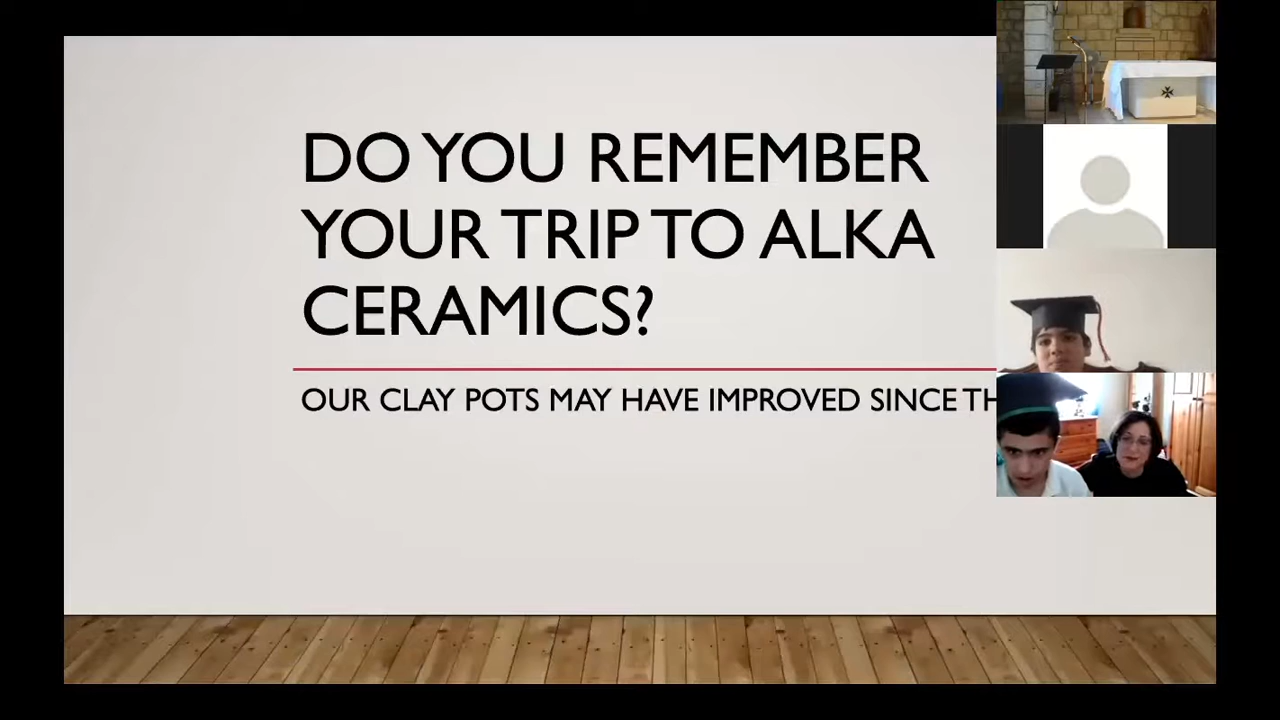 DO YOU REMEMBER
YOUR TRIP TO ALKA
CERAMICS?
OUR CLAY POTS MAY HAVE IMPROVED SINCE